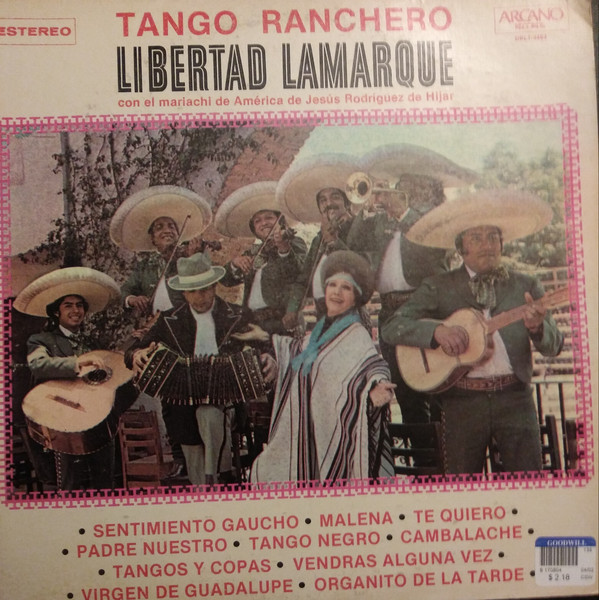 ESTEREO
TANGO RANCHERO
ARCANO
LIBERTAD LAMARQUE
con el mariachi de América de Jesús Rodríguez de Hijar
• SENTIMIENTO GAUCHO • MALENA • TE QUIERO •
• PADRE NUESTRO • TANGO NEGRO • CAMBALACHE •
• TANGOS Y COPAS • VENDRAS ALGUNA VEZ •
• VIRGEN DE GUADALUPE • ORGANITO DE LA TARDE •
GOODWILL
$ 2.18